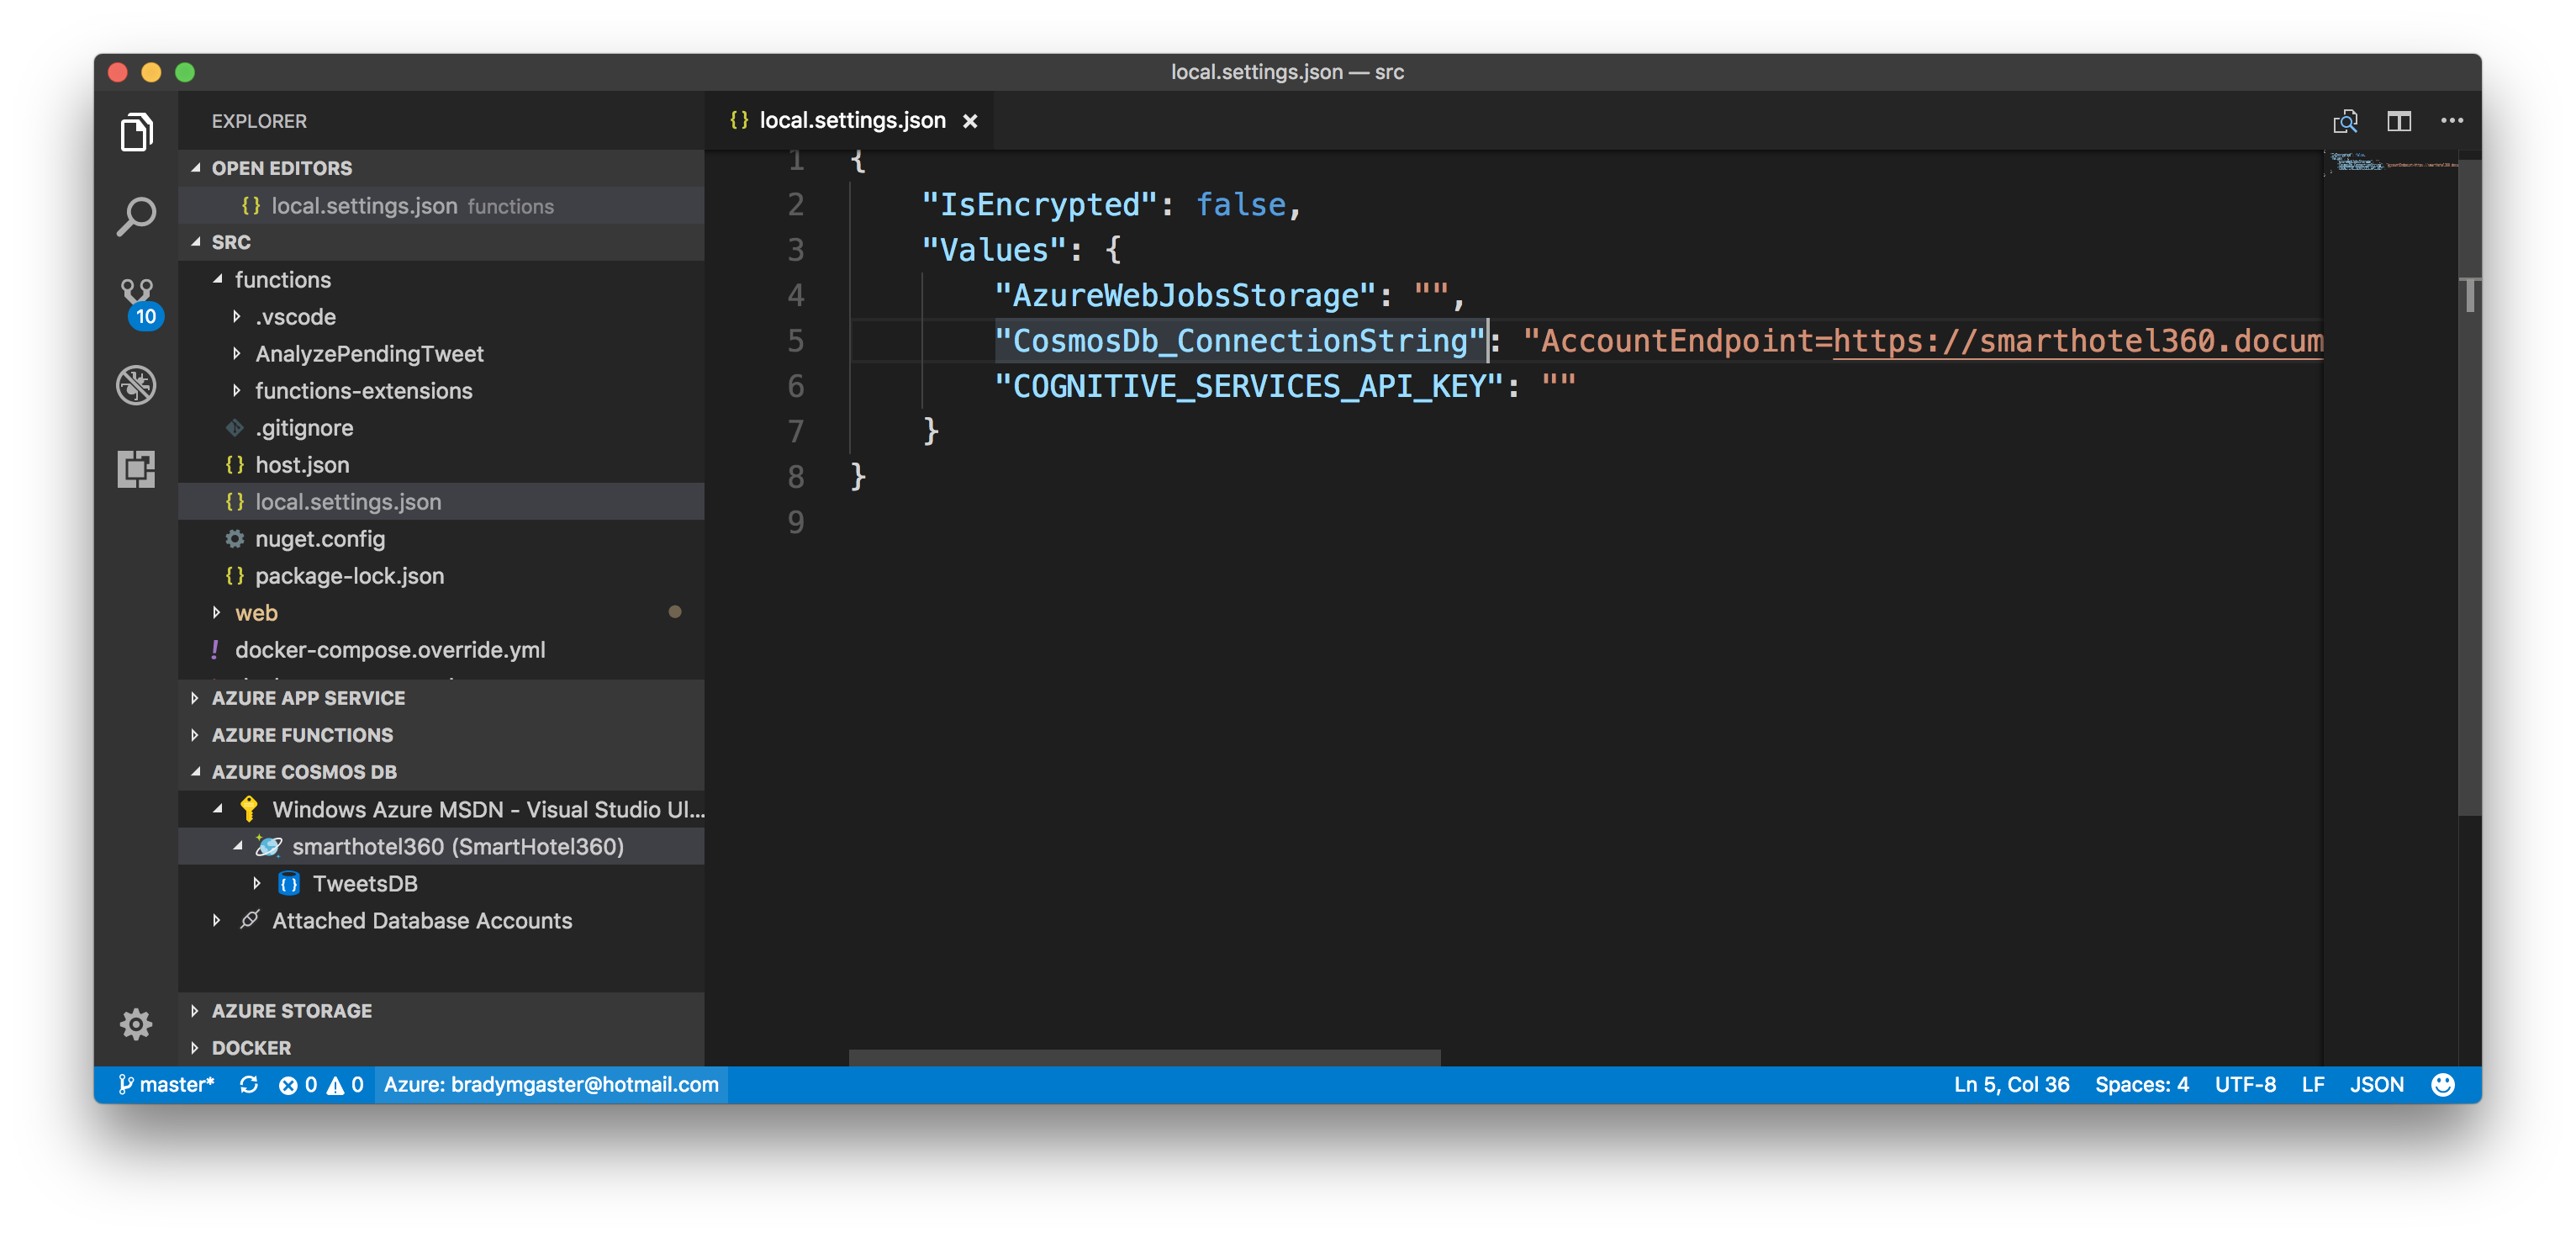 local.settings.json — src
EXPLORER
OPEN EDITORS
{} local.settings.json functions
SRC
functions
.vscode
AnalyzePendingTweet
functions-extensions
.gitignore
{} host.json
{} local.settings.json
nuget.config
{} package-lock.json
web
! docker-compose.override.yml
AZURE APP SERVICE
AZURE FUNCTIONS
AZURE COSMOS DB
Windows Azure MSDN - Visual Studio Ul...
smarthotel360 (SmartHotel360)
TweetsDB
Attached Database Accounts
AZURE STORAGE
DOCKER
10
{} local.settings.json ×
1 {
2 "IsEncrypted": false,
3 "Values": {
4 "AzureWebJobsStorage": "",
5 "CosmosDb_ConnectionString": "AccountEndpoint=https://smarthotel360.docum
6 "COGNITIVE_SERVICES_API_KEY": ""
7 }
8 }
9
master* 0 0 Azure: bradymgaster@hotmail.com Ln 5, Col 36 Spaces: 4 UTF-8 LF JSON